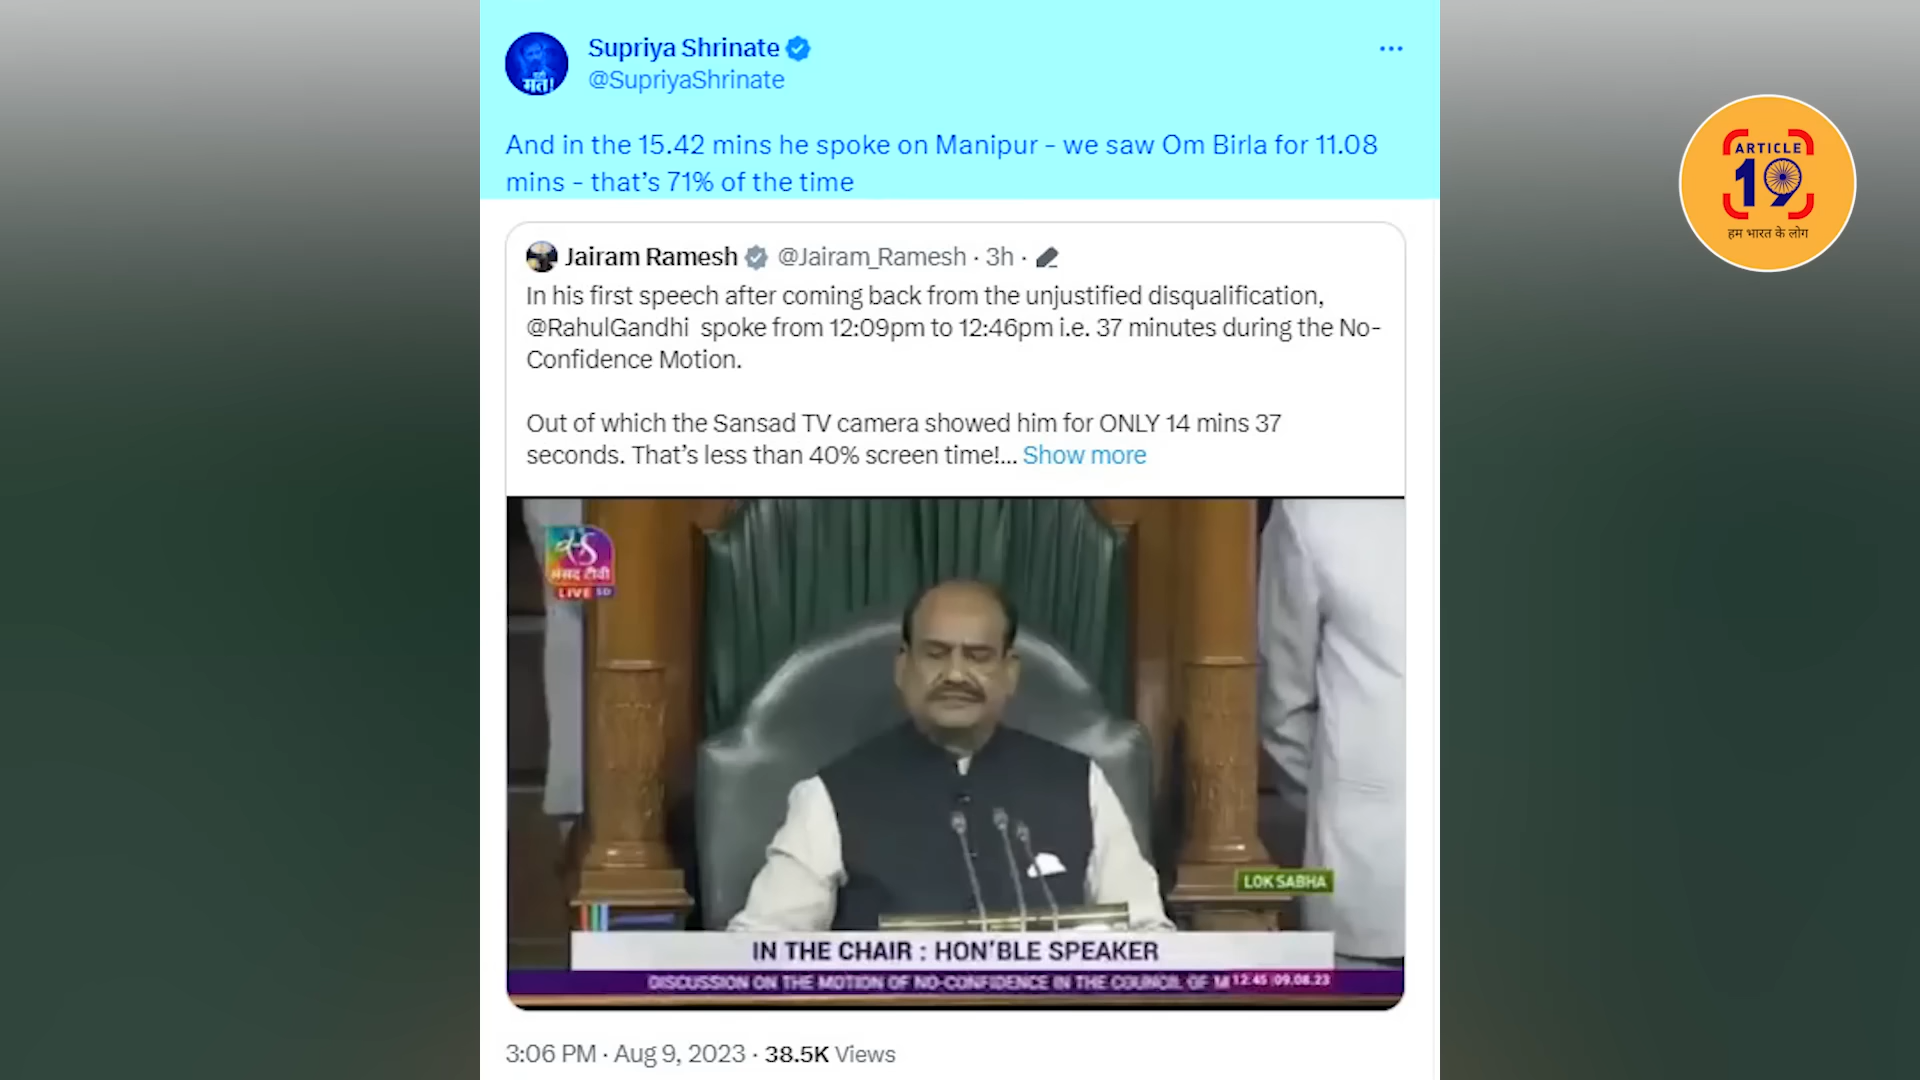 Supriya Shrinate
@SupriyaShrinate
मत!
And in the 15.42 mins he spoke on Manipur - we saw Om Birla for 11.08
mins - that's 71% of the time
Jairam Ramesh @Jairam_Ramesh · 3h ·
In his first speech after coming back from the unjustified disqualification,
@RahulGandhi spoke from 12:09pm to 12:46pm i.e. 37 minutes during the No-
Confidence Motion.
Out of which the Sansad TV camera showed him for ONLY 14 mins 37
seconds. That's less than 40% screen time!... Show more
संसद टीवी
LIVE SD
LOK SABHA
IN THE CHAIR : HON'BLE SPEAKER
DISCUSSION ON THE MOTION OF NO-CONFIDENCE IN THE COUNCIL OF M 12:45 09.08.23
3:06 PM · Aug 9, 2023 · 38.5K Views
ARTICLE
19
हम भारत के लोग